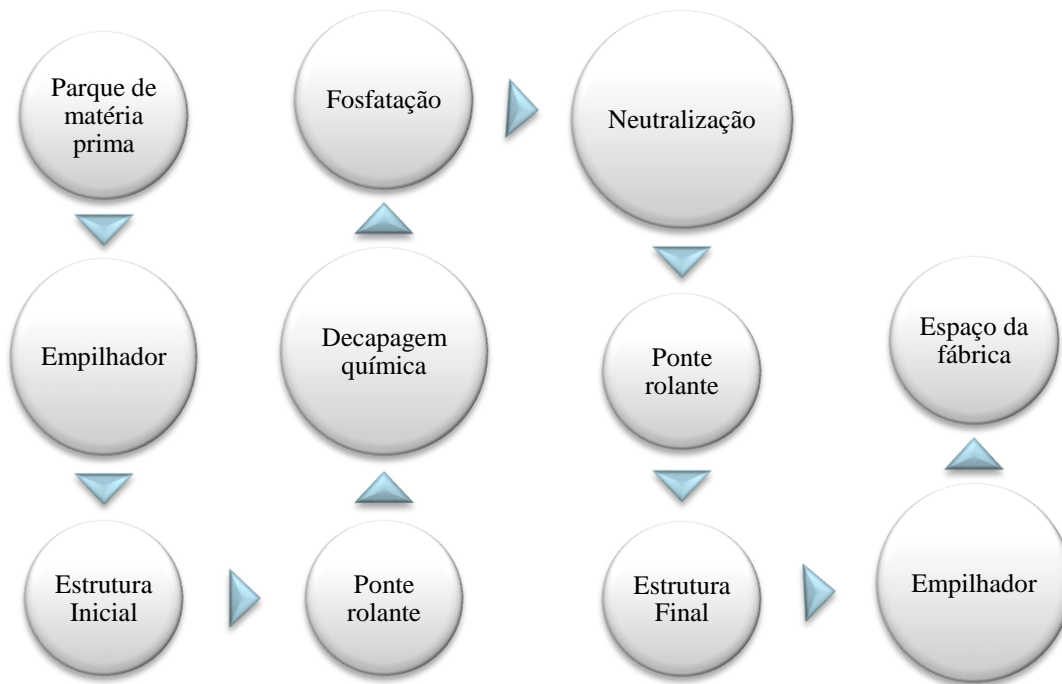 Parque de
matéria
prima
Empilhador
Estrutura
Inicial
Ponte
rolante
Decapagem
química
Fosfatação
Neutralização
Ponte
rolante
Estrutura
Final
Empilhador
Espaço da
fábrica